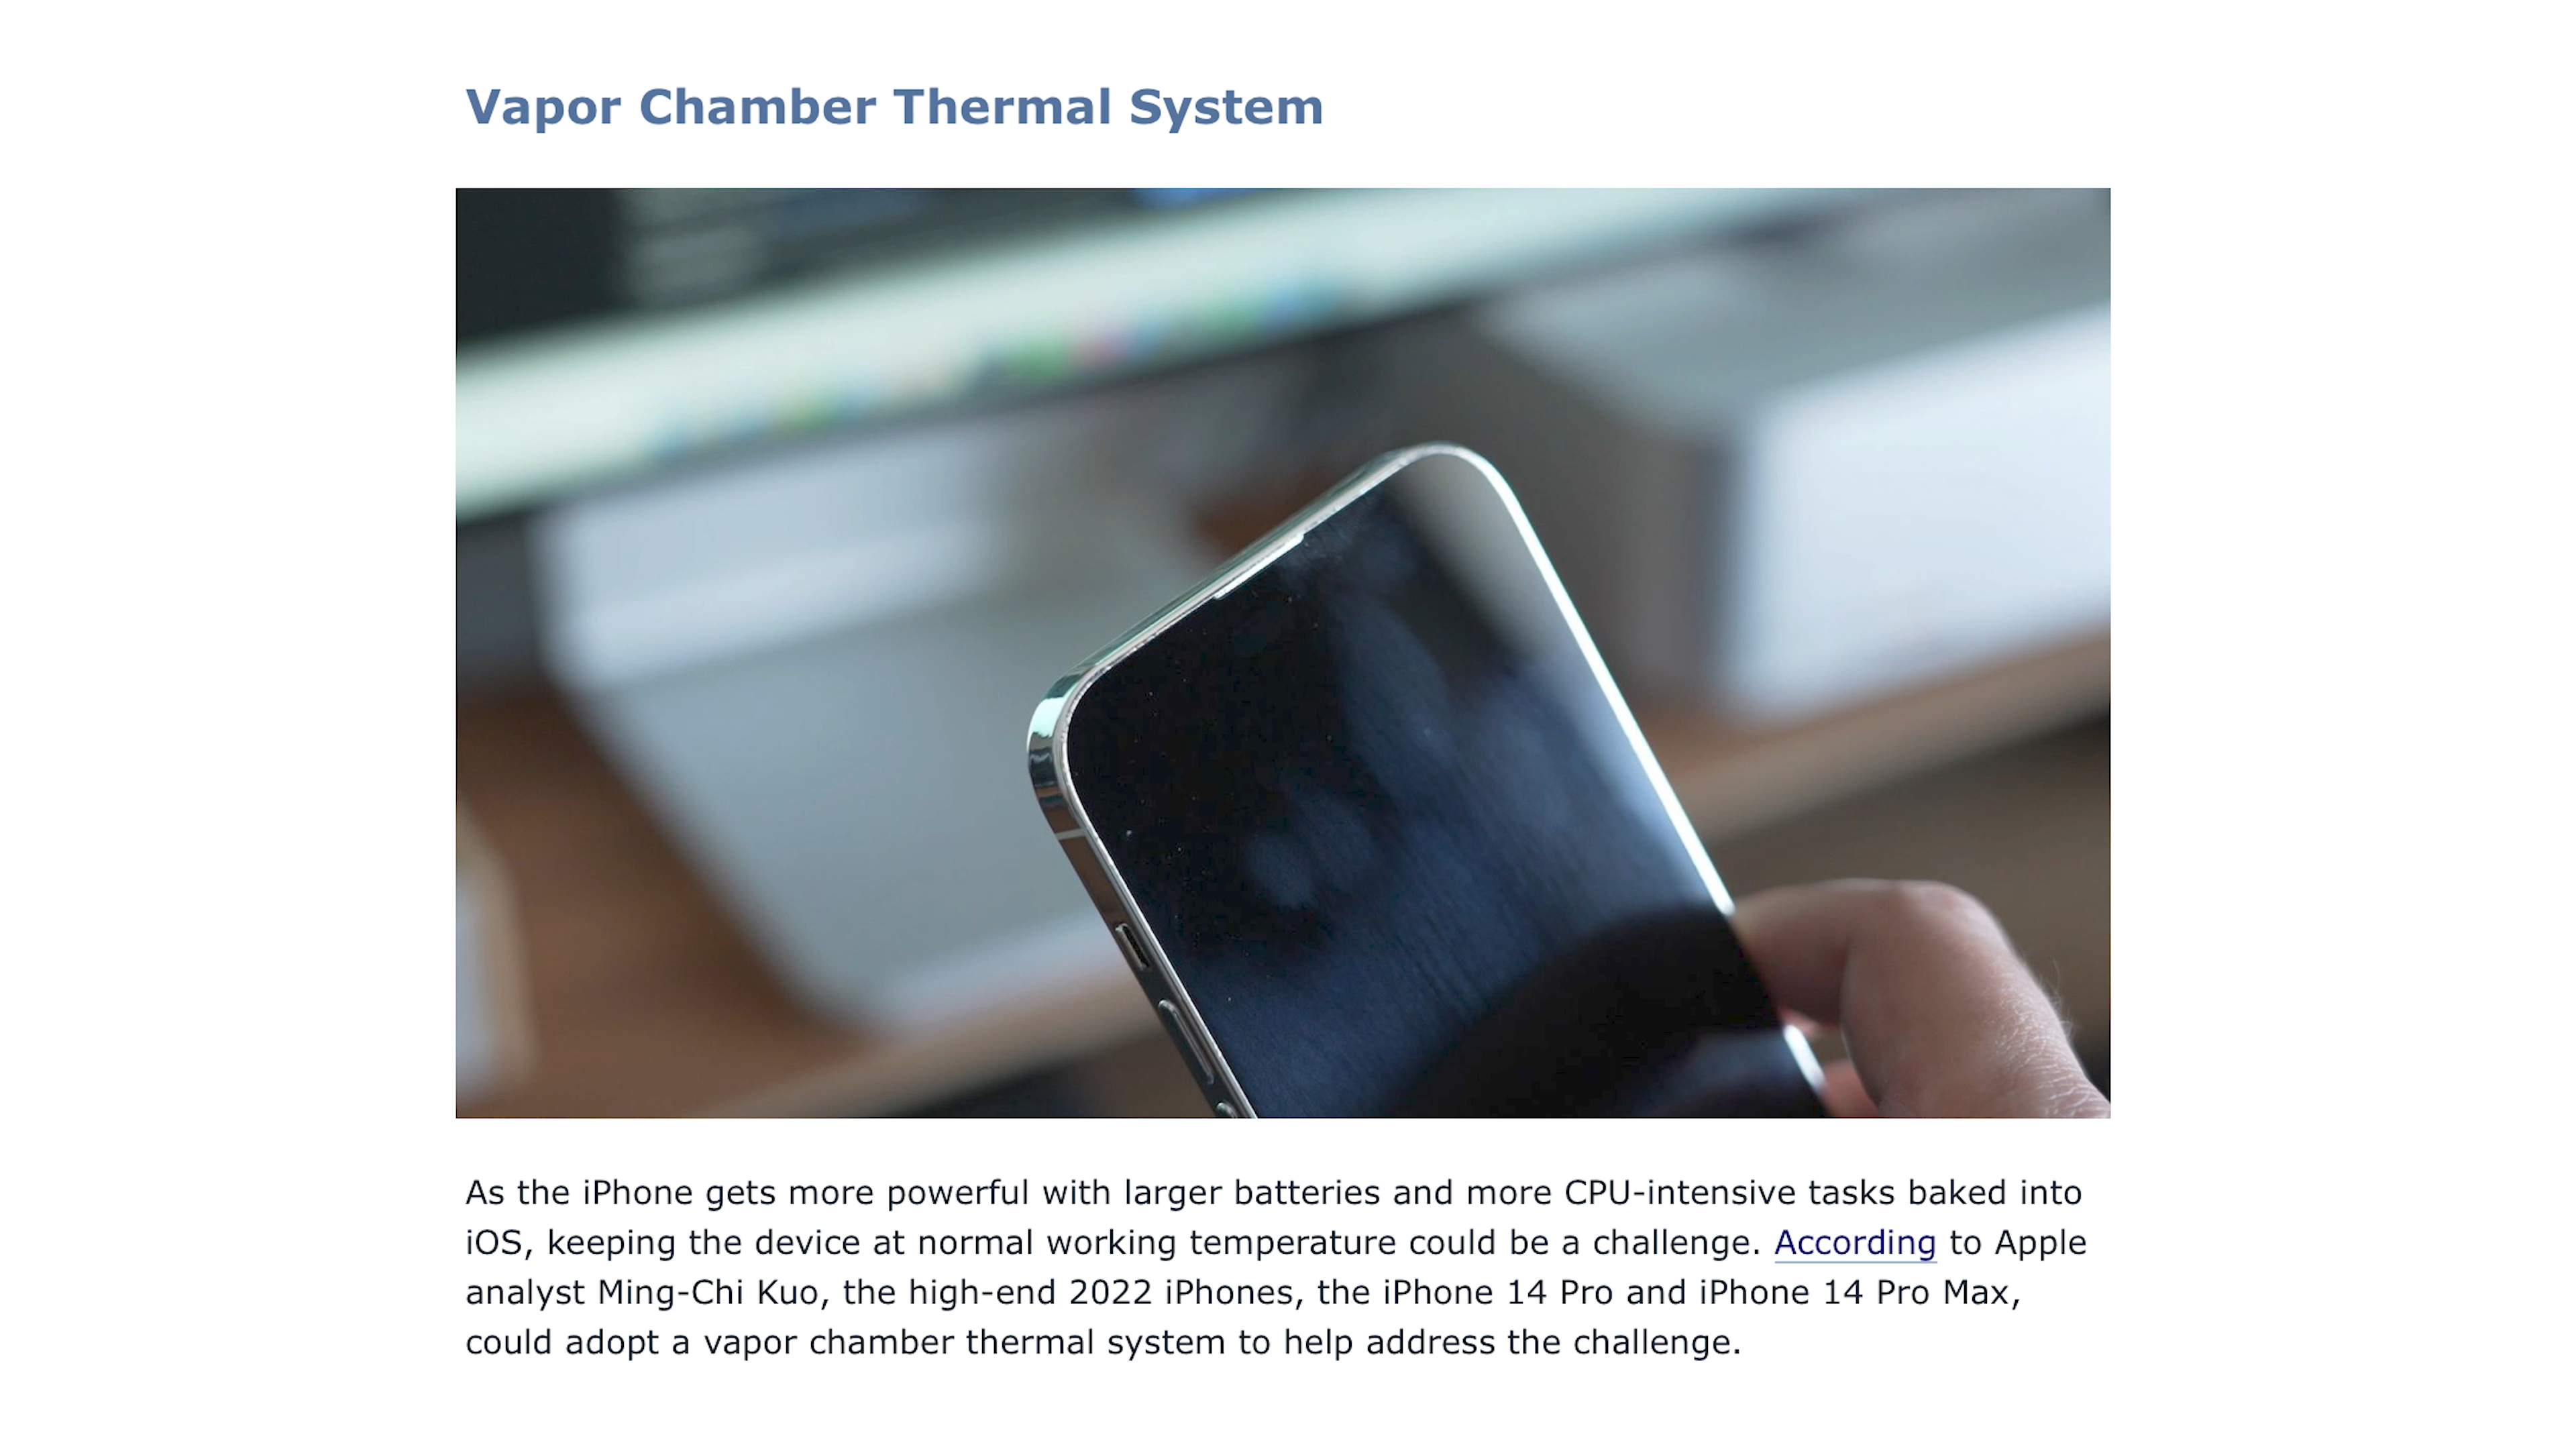 Vapor Chamber Thermal System
As the iPhone gets more powerful with larger batteries and more CPU-intensive tasks baked into
iOS, keeping the device at normal working temperature could be a challenge. According to Apple
analyst Ming-Chi Kuo, the high-end 2022 iPhones, the iPhone 14 Pro and iPhone 14 Pro Max,
could adopt a vapor chamber thermal system to help address the challenge.